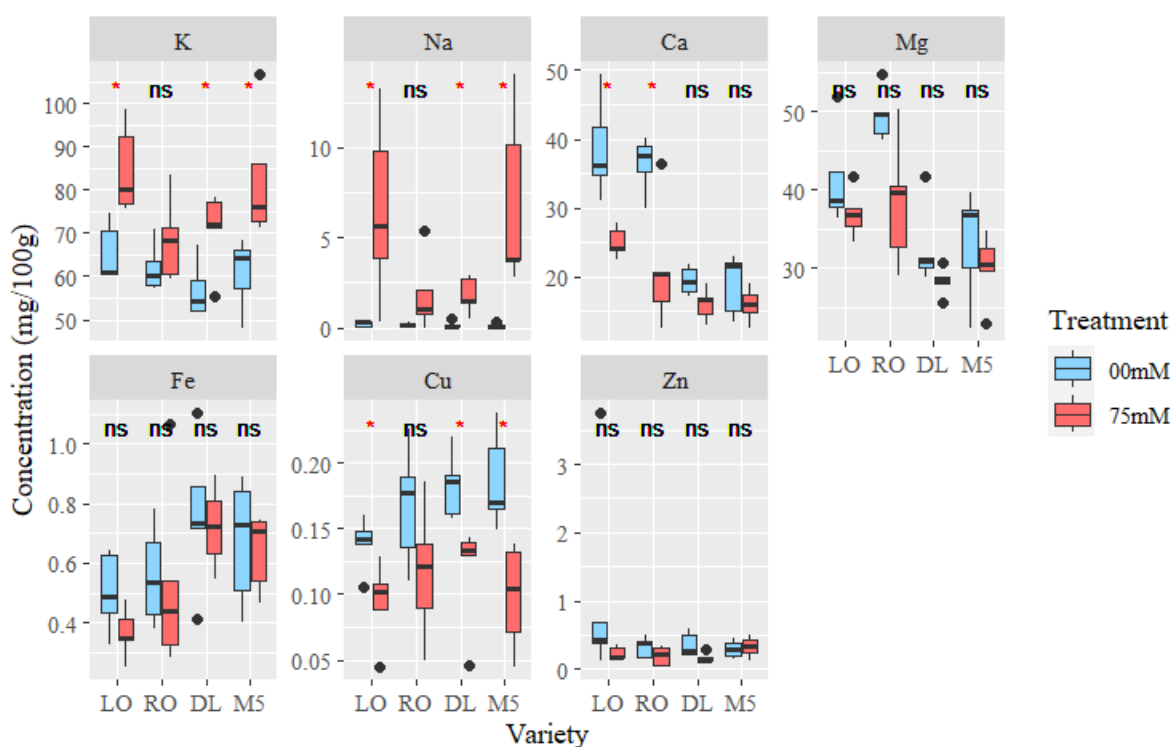 K Na Ca Mg
* ns * * * ns * * * * ns ns ns ns ns ns
100
90
80
70
60
50
10
5
0
50
40
30
20
50
40
30
LO RO DL M5
Concentration (mg/100g)
Treatment
00mM
75mM
Fe Cu Zn
ns ns ns ns * ns * * ns ns ns ns
1.0
0.8
0.6
0.4
0.20
0.15
0.10
0.05
3
2
1
0
LO RO DL M5 LO RO DL M5 LO RO DL M5
Variety